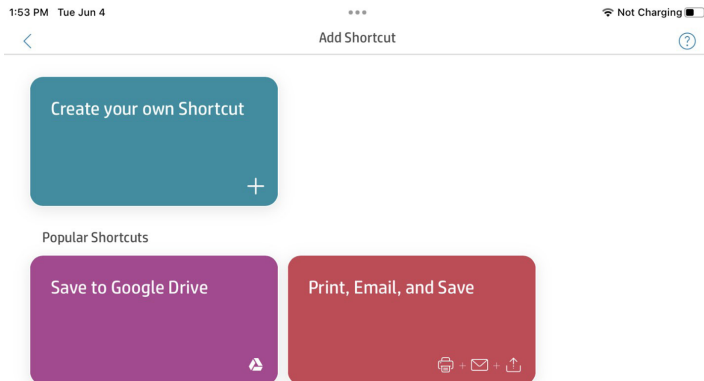 1:53 PM Tue Jun 4
Not Charging
Add Shortcut
Create your own Shortcut
Popular Shortcuts
Save to Google Drive
Print, Email, and Save